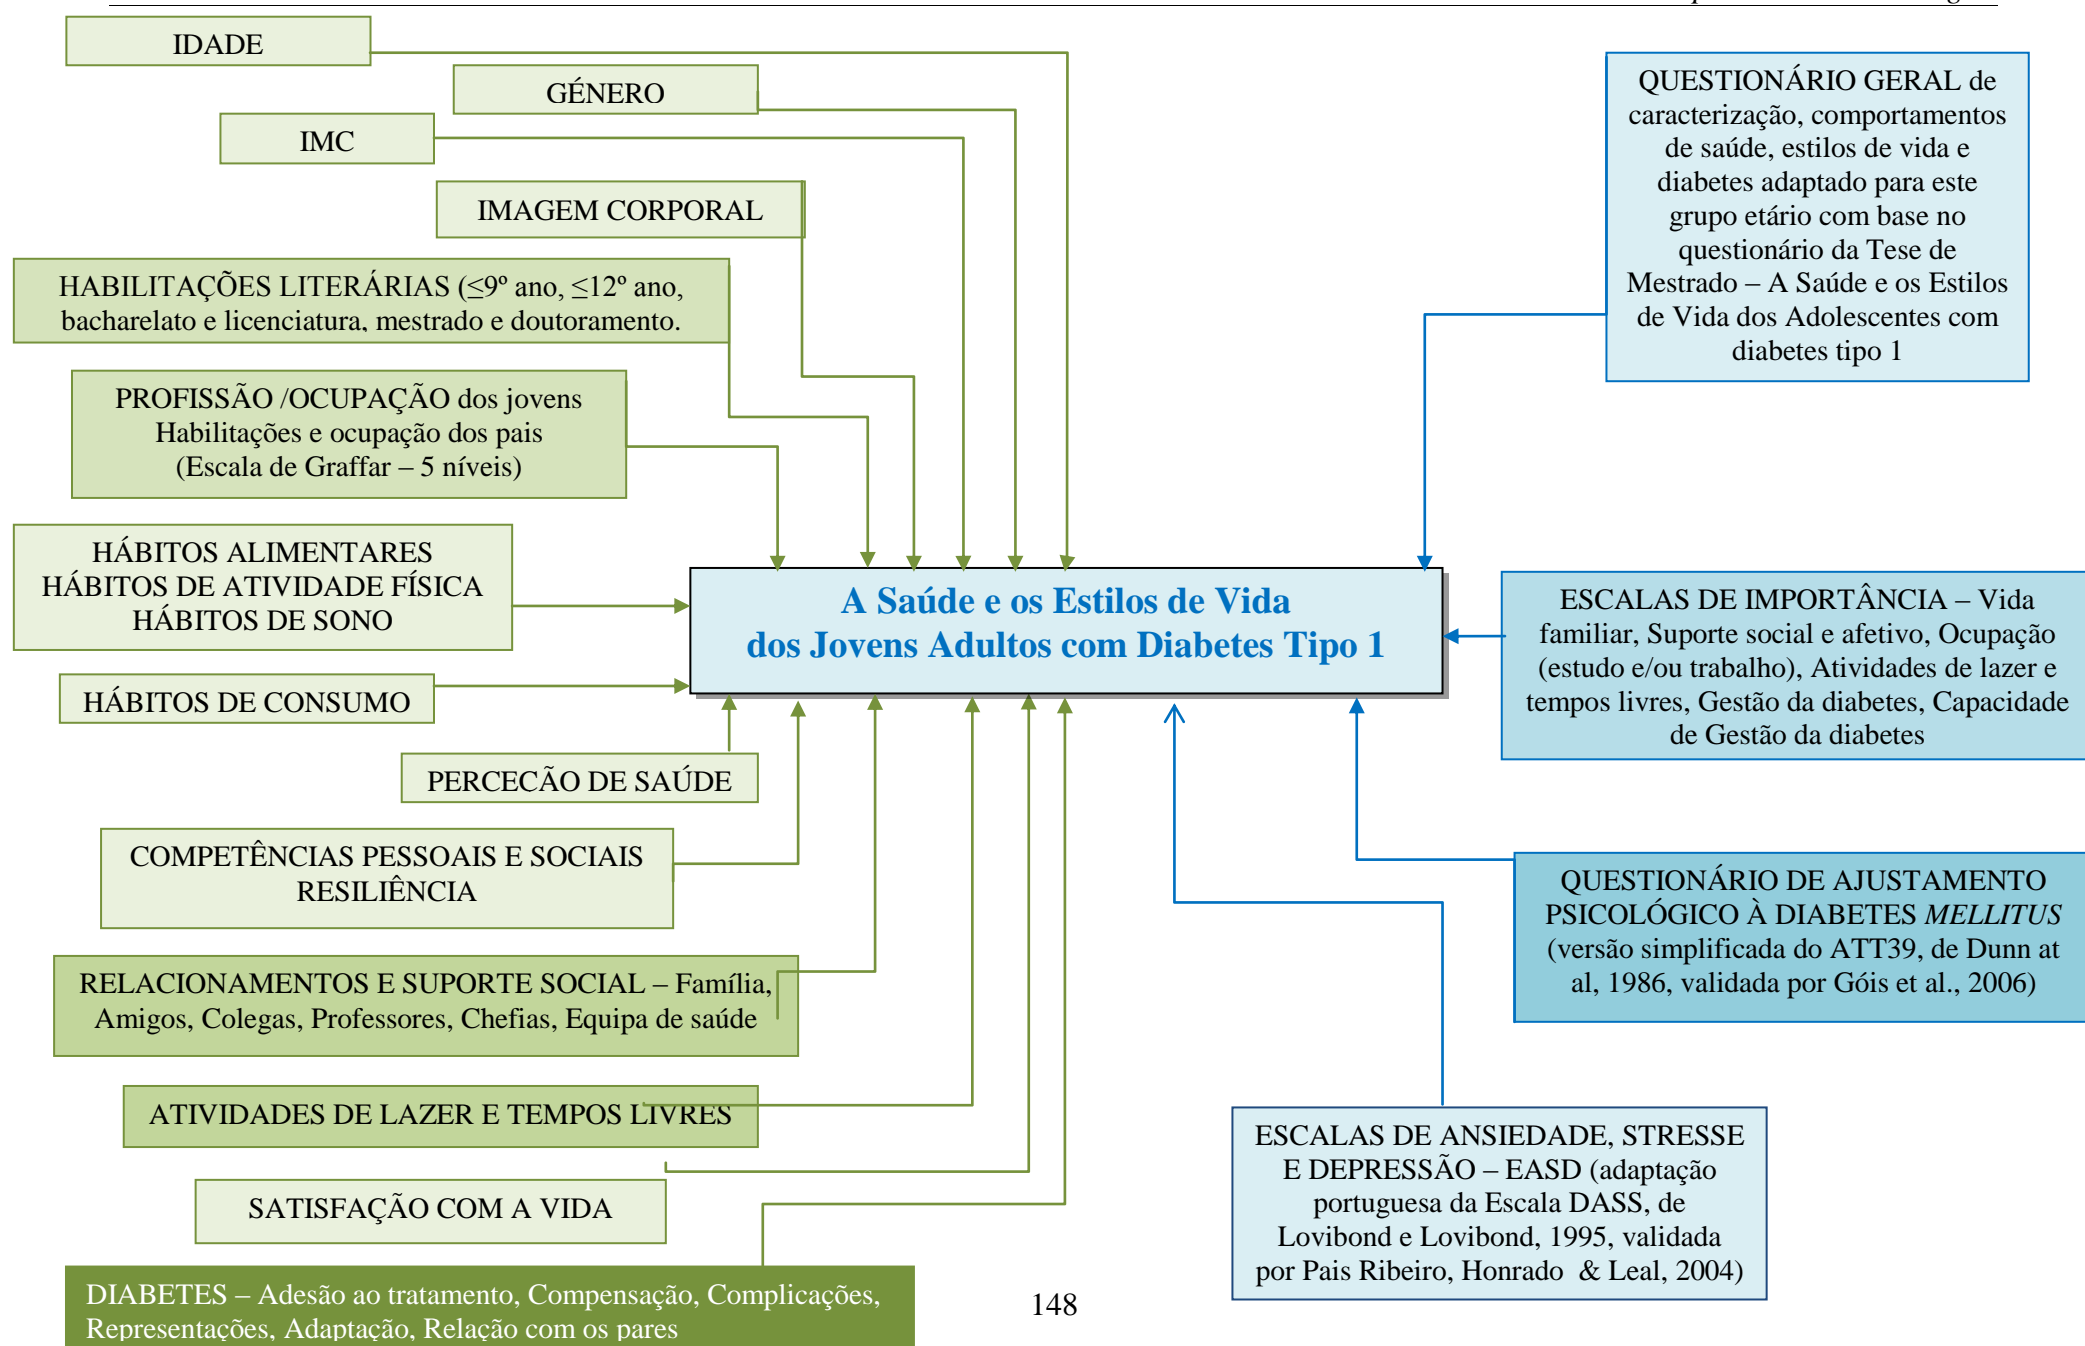 IDADE
GÉNERO
IMC
IMAGEM CORPORAL
HABILITAÇÕES LITERÁRIAS (≤9º ano, ≤12º ano,
bacharelato e licenciatura, mestrado e doutoramento.
PROFISSÃO /OCUPAÇÃO dos jovens
Habilitações e ocupação dos pais
(Escala de Graffar – 5 níveis)
HÁBITOS ALIMENTARES
HÁBITOS DE ATIVIDADE FÍSICA
HÁBITOS DE SONO
HÁBITOS DE CONSUMO
PERCECÃO DE SAÚDE
COMPETÊNCIAS PESSOAIS E SOCIAIS
RESILIÊNCIA
RELACIONAMENTOS E SUPORTE SOCIAL – Família,
Amigos, Colegas, Professores, Chefias, Equipa de saúde
ATIVIDADES DE LAZER E TEMPOS LIVRES
SATISFAÇÃO COM A VIDA
DIABETES – Adesão ao tratamento, Compensação, Complicações,
Representações, Adaptação, Relação com os pares
A Saúde e os Estilos de Vida
dos Jovens Adultos com Diabetes Tipo 1
QUESTIONÁRIO GERAL de
caracterização, comportamentos
de saúde, estilos de vida e
diabetes adaptado para este
grupo etário com base no
questionário da Tese de
Mestrado – A Saúde e os Estilos
de Vida dos Adolescentes com
diabetes tipo 1
ESCALAS DE IMPORTÂNCIA – Vida
familiar, Suporte social e afetivo, Ocupação
(estudo e/ou trabalho), Atividades de lazer e
tempos livres, Gestão da diabetes, Capacidade
de Gestão da diabetes
QUESTIONÁRIO DE AJUSTAMENTO
PSICOLÓGICO À DIABETES MELLITUS
(versão simplificada do ATT39, de Dunn at
al, 1986, validada por Góis et al., 2006)
ESCALAS DE ANSIEDADE, STRESSE
E DEPRESSÃO – EASD (adaptação
portuguesa da Escala DASS, de
Lovibond e Lovibond, 1995, validada
por Pais Ribeiro, Honrado & Leal, 2004)
148